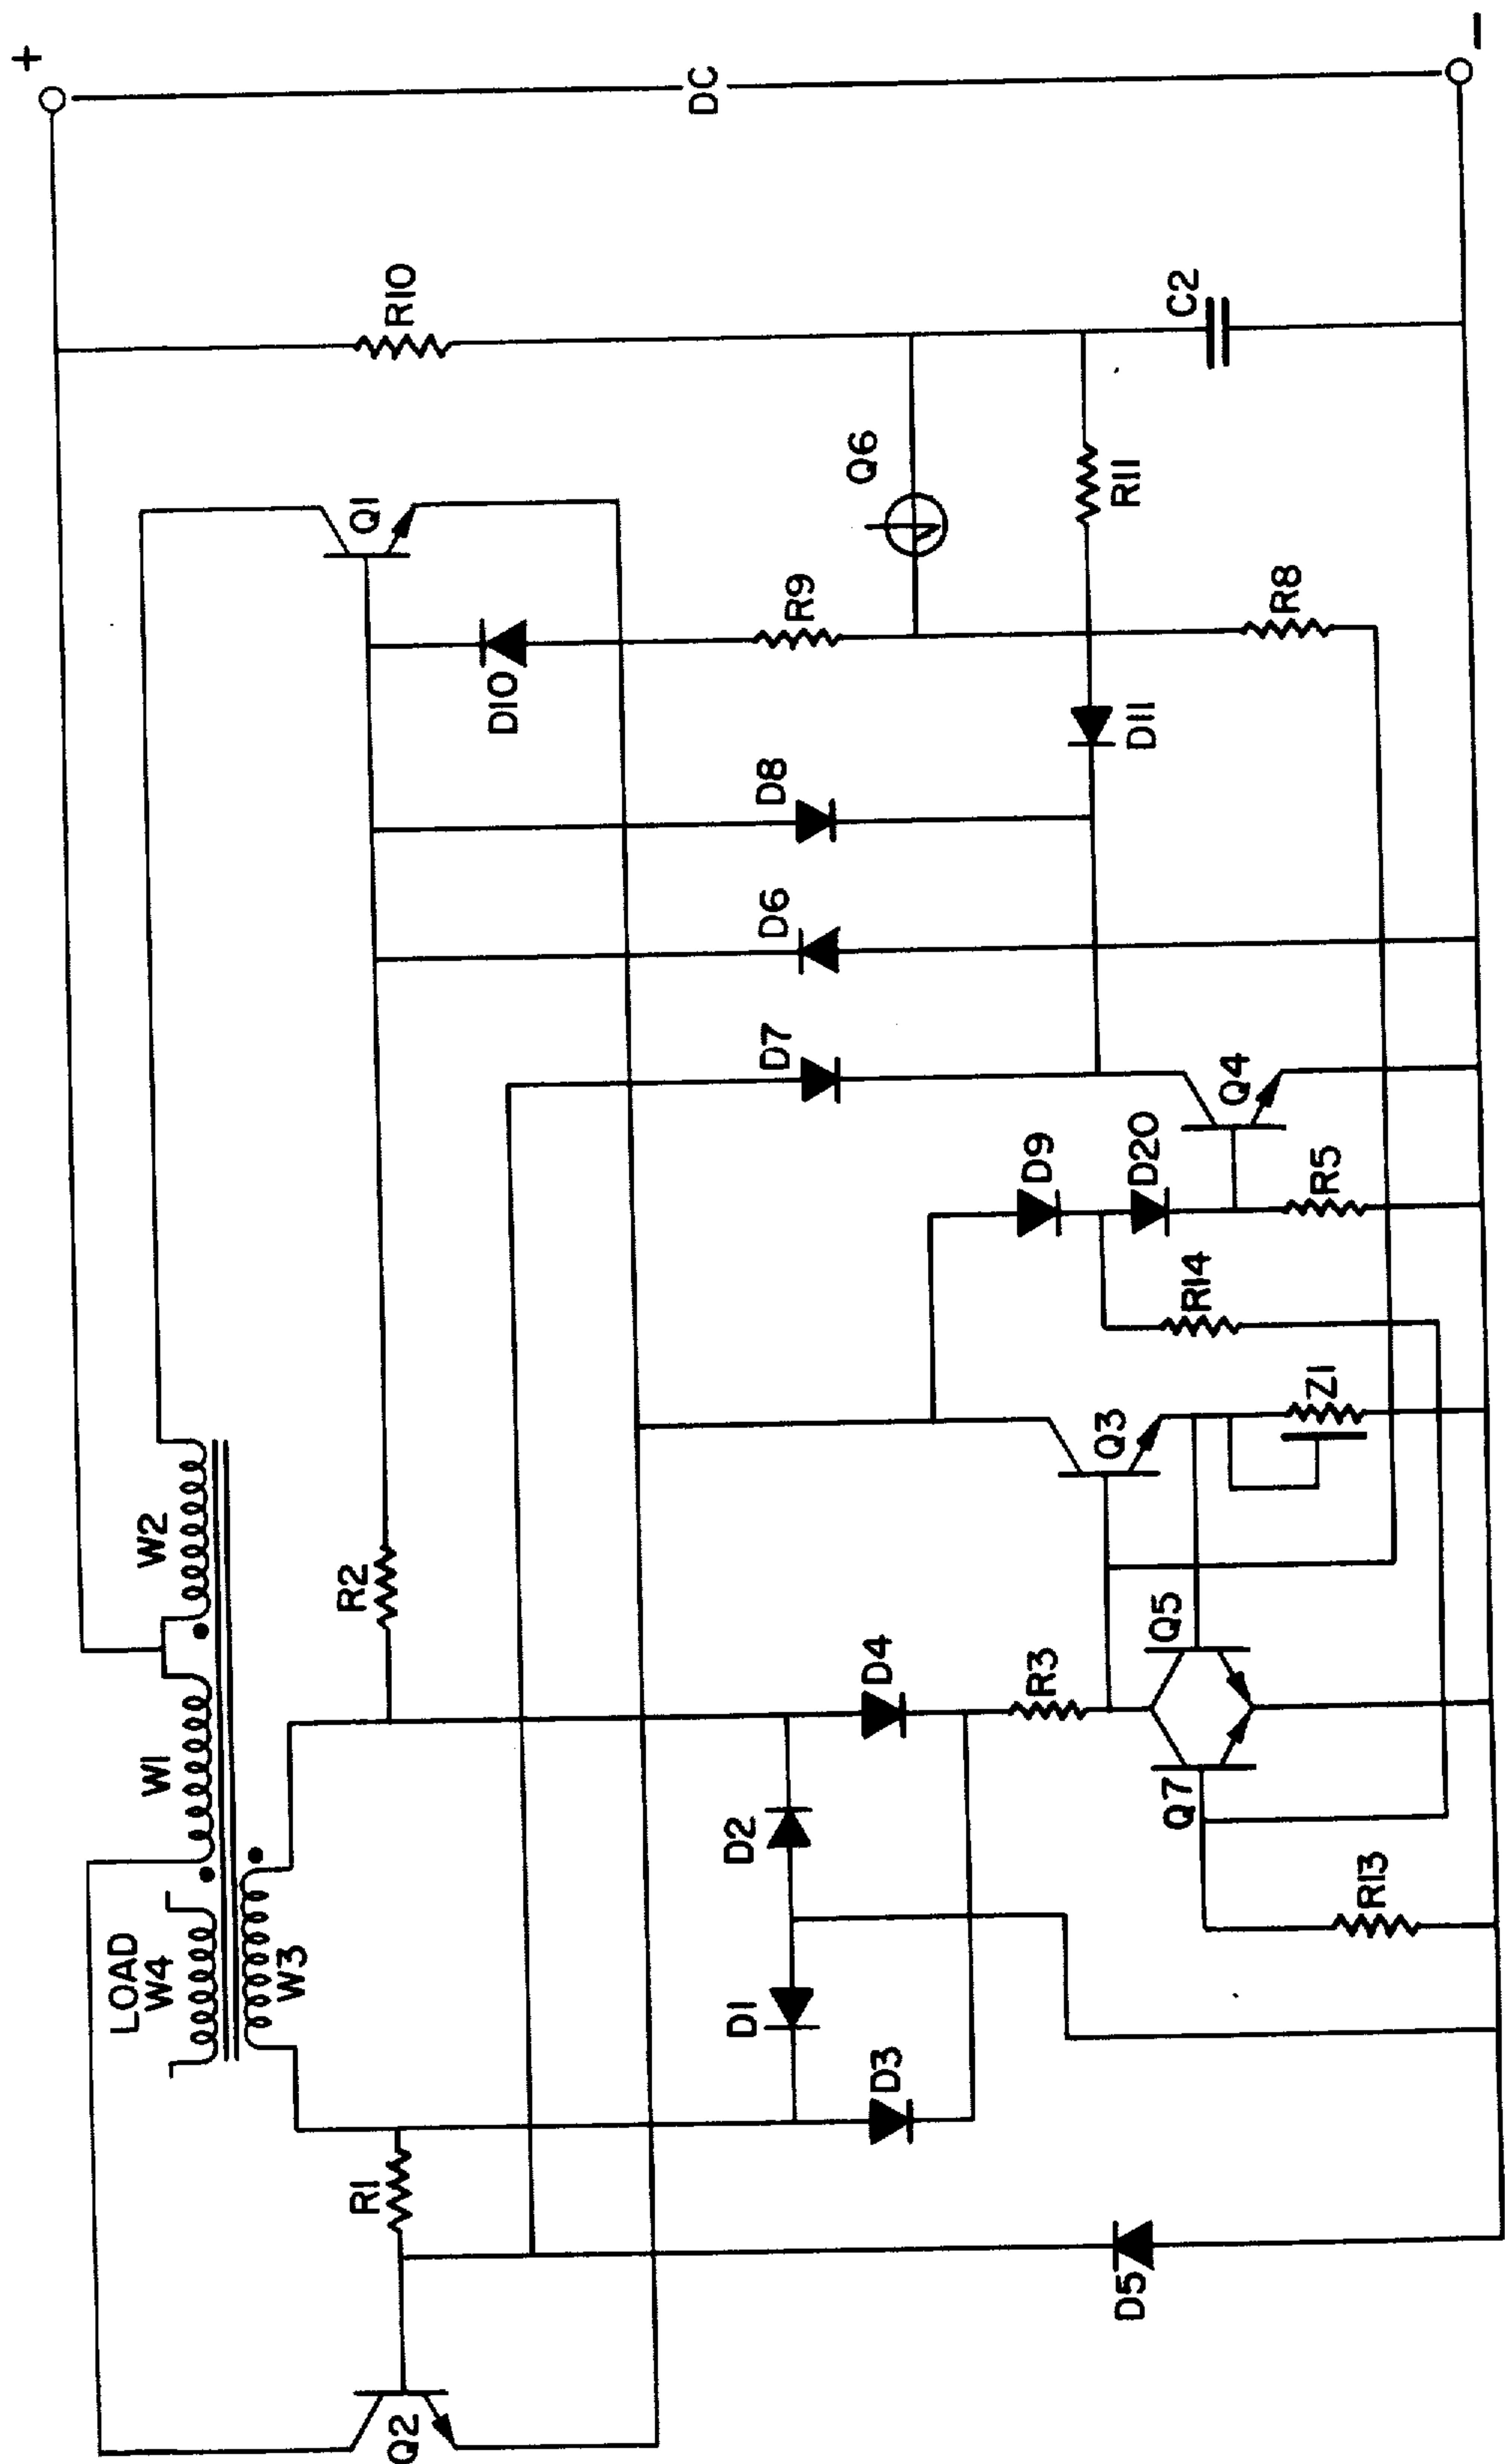 +
-
DC
R10
C2
Q1
Q6
R11
R9
R8
D10
D11
D8
D6
D7
Q4
D9
D20
R5
R14
Z1
Q3
W2
R2
Q5
D4
R3
W1
Q7
D2
R13
LOAD
W4
W3
D1
D3
R1
D5
Q2